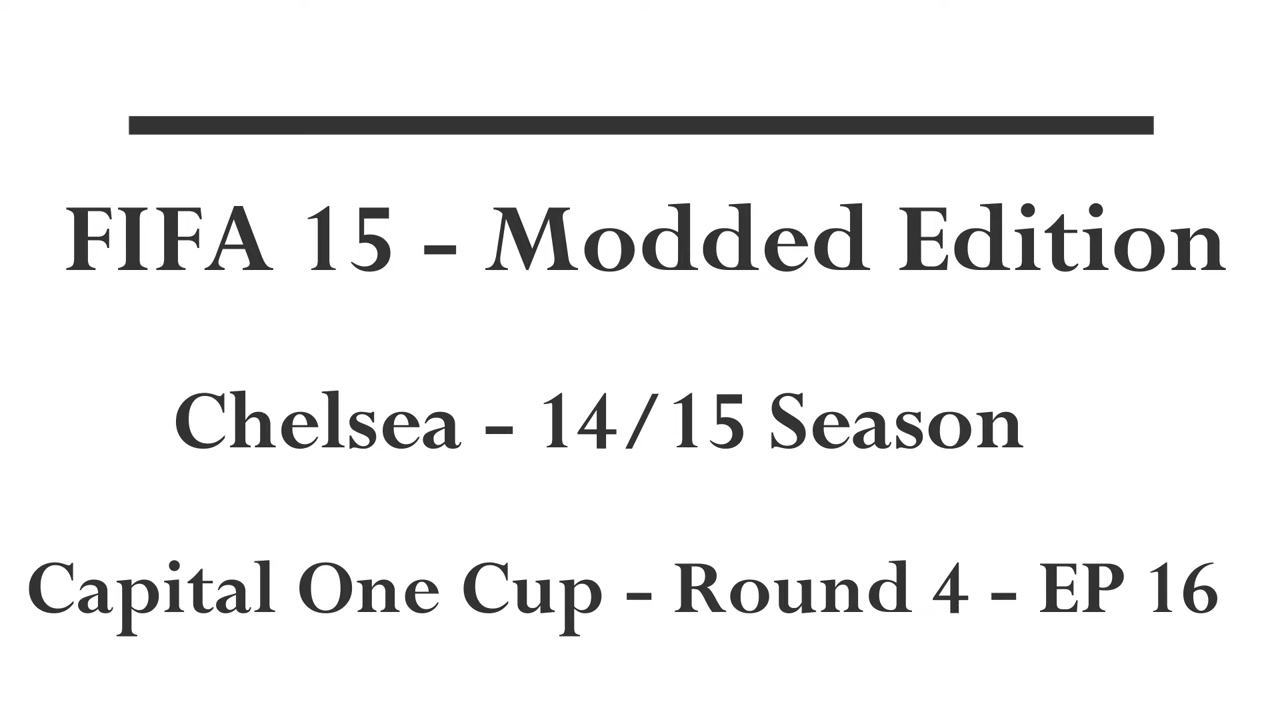 FIFA 15 - Modded Edition
Chelsea - 14/15 Season
Capital One Cup - Round 4 - EP 16